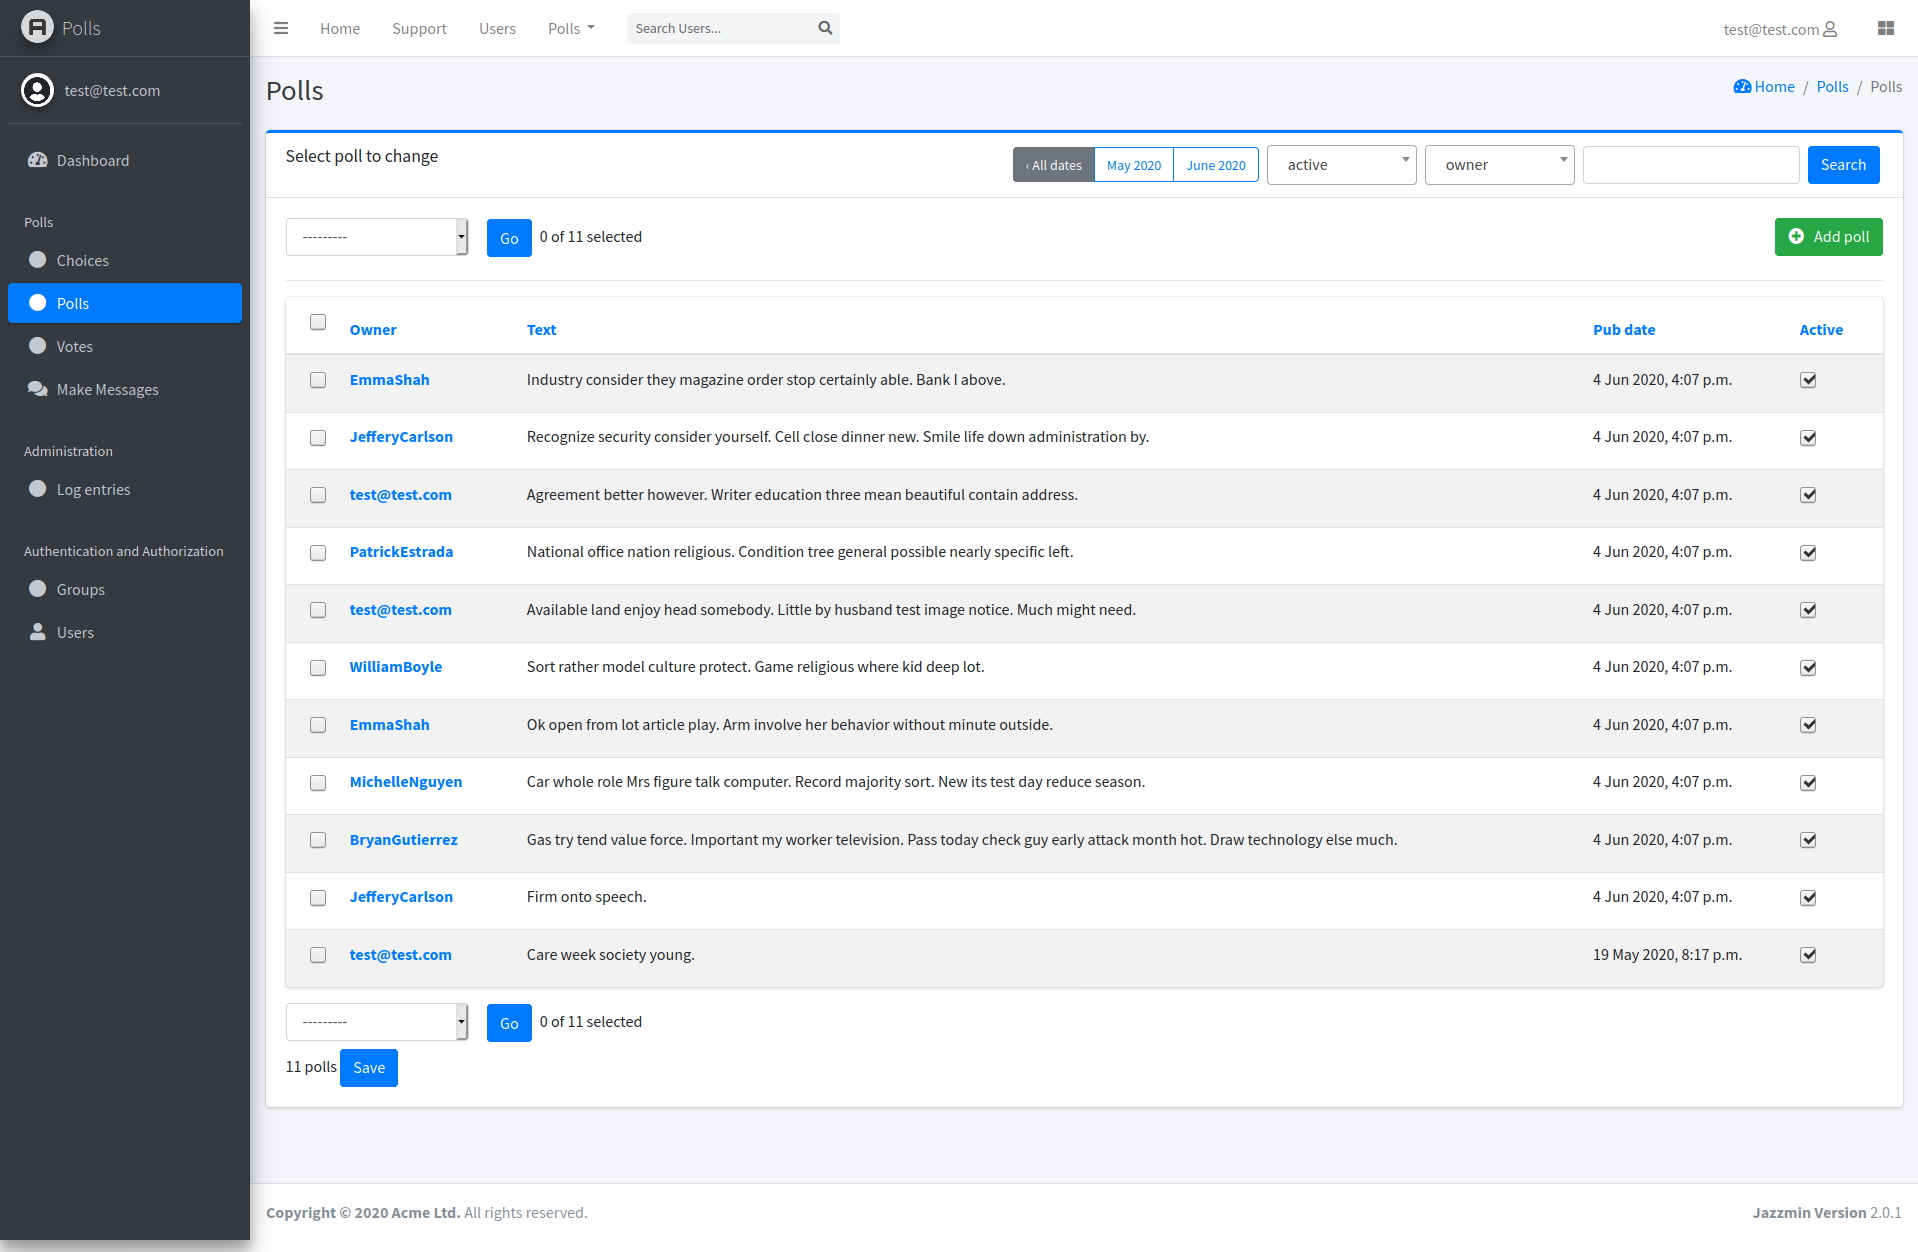 Polls
test@test.com
Dashboard
Polls
Choices
Polls
Votes
Make Messages
Administration
Log entries
Authentication and Authorization
Groups
Users
Home Support Users Polls Search Users... test@test.com
Polls
Home / Polls / Polls
Select poll to change
‹ All dates May 2020 June 2020 active owner Search
--------- Go 0 of 11 selected Add poll
Owner Text Pub date Active
EmmaShah Industry consider they magazine order stop certainly able. Bank I above. 4 Jun 2020, 4:07 p.m.
JefferyCarlson Recognize security consider yourself. Cell close dinner new. Smile life down administration by. 4 Jun 2020, 4:07 p.m.
test@test.com Agreement better however. Writer education three mean beautiful contain address. 4 Jun 2020, 4:07 p.m.
PatrickEstrada National office nation religious. Condition tree general possible nearly specific left. 4 Jun 2020, 4:07 p.m.
test@test.com Available land enjoy head somebody. Little by husband test image notice. Much might need. 4 Jun 2020, 4:07 p.m.
WilliamBoyle Sort rather model culture protect. Game religious where kid deep lot. 4 Jun 2020, 4:07 p.m.
EmmaShah Ok open from lot article play. Arm involve her behavior without minute outside. 4 Jun 2020, 4:07 p.m.
MichelleNguyen Car whole role Mrs figure talk computer. Record majority sort. New its test day reduce season. 4 Jun 2020, 4:07 p.m.
BryanGutierrez Gas try tend value force. Important my worker television. Pass today check guy early attack month hot. Draw technology else much. 4 Jun 2020, 4:07 p.m.
JefferyCarlson Firm onto speech. 4 Jun 2020, 4:07 p.m.
test@test.com Care week society young. 19 May 2020, 8:17 p.m.
--------- Go 0 of 11 selected
11 polls Save
Copyright © 2020 Acme Ltd. All rights reserved. Jazzmin Version 2.0.1